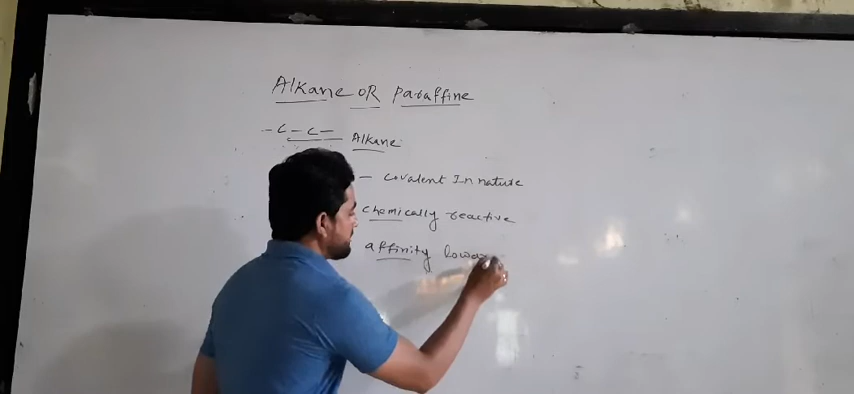 Alkane OR Paraffine
-C-C- Alkane
- Covalent In nature
Chemically reactive
affinity